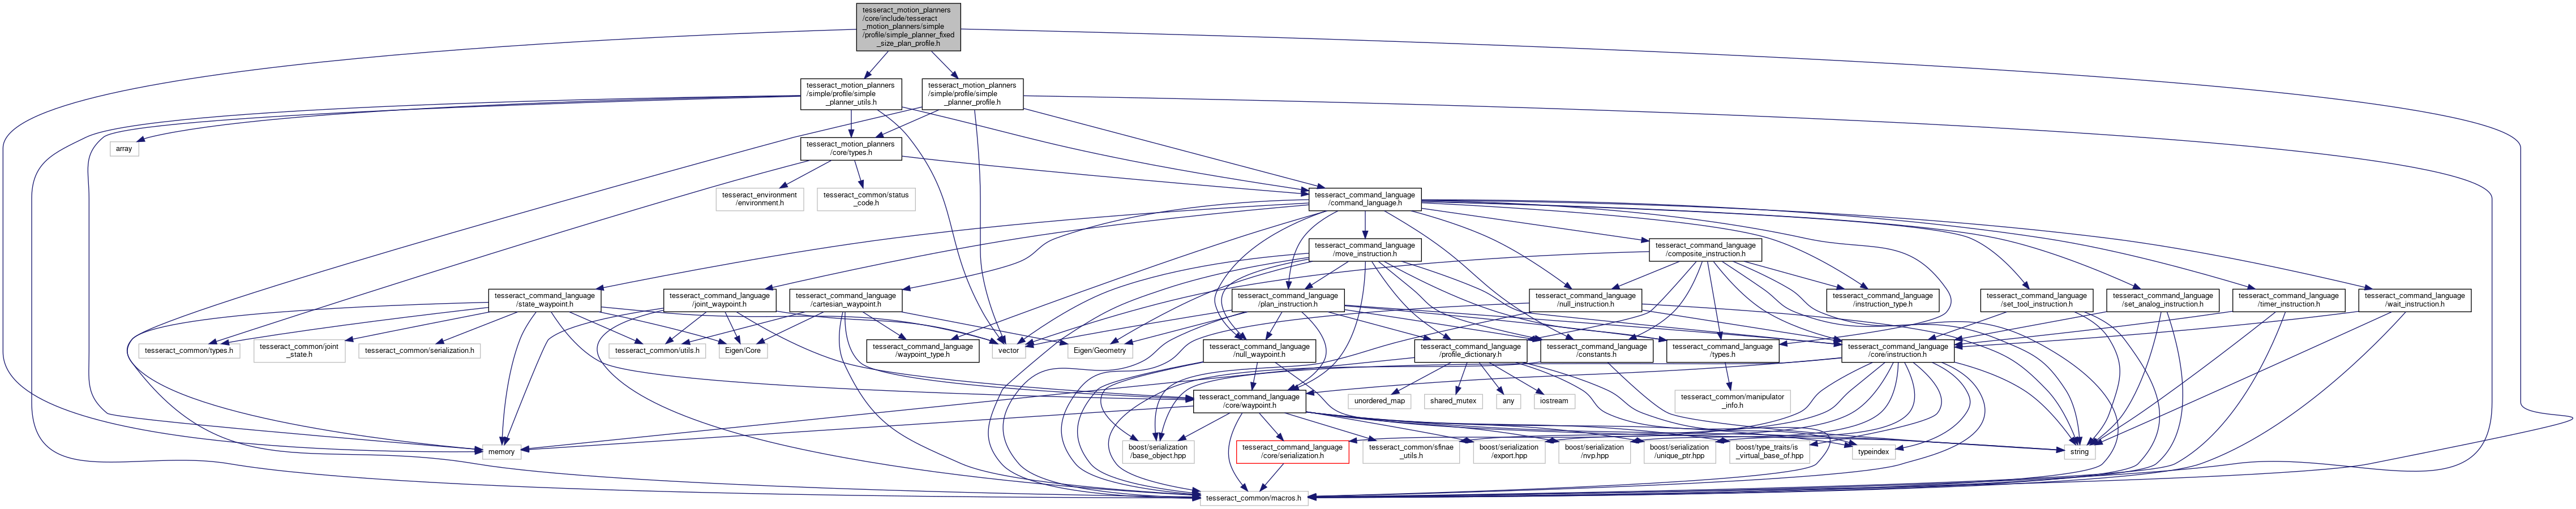 tesseract_motion_planners
/core/include/tesseract
_motion_planners/simple
/profile/simple_planner_fixed
_size_plan_profile.h
tesseract_motion_planners
/simple/profile/simple
_planner_utils.h
tesseract_motion_planners
/simple/profile/simple
_planner_profile.h
array
tesseract_motion_planners
/core/types.h
tesseract_environment
/environment.h
tesseract_common/status
_code.h
tesseract_command_language
/command_language.h
tesseract_command_language
/move_instruction.h
tesseract_command_language
/composite_instruction.h
tesseract_command_language
/state_waypoint.h
tesseract_command_language
/joint_waypoint.h
tesseract_command_language
/cartesian_waypoint.h
tesseract_command_language
/plan_instruction.h
tesseract_command_language
/null_instruction.h
tesseract_command_language
/instruction_type.h
tesseract_command_language
/set_tool_instruction.h
tesseract_command_language
/set_analog_instruction.h
tesseract_command_language
/timer_instruction.h
tesseract_command_language
/wait_instruction.h
tesseract_common/types.h
tesseract_common/joint
_state.h
tesseract_common/serialization.h
tesseract_common/utils.h
Eigen/Core
tesseract_command_language
/waypoint_type.h
vector
Eigen/Geometry
tesseract_command_language
/null_waypoint.h
tesseract_command_language
/profile_dictionary.h
tesseract_command_language
/constants.h
tesseract_command_language
/types.h
tesseract_command_language
/core/instruction.h
tesseract_command_language
/core/waypoint.h
unordered_map
shared_mutex
any
iostream
tesseract_common/manipulator
_info.h
memory
boost/serialization
/base_object.hpp
tesseract_command_language
/core/serialization.h
tesseract_common/sfinae
_utils.h
boost/serialization
/export.hpp
boost/serialization
/nvp.hpp
boost/serialization
/unique_ptr.hpp
boost/type_traits/is
_virtual_base_of.hpp
typeindex
string
tesseract_common/macros.h